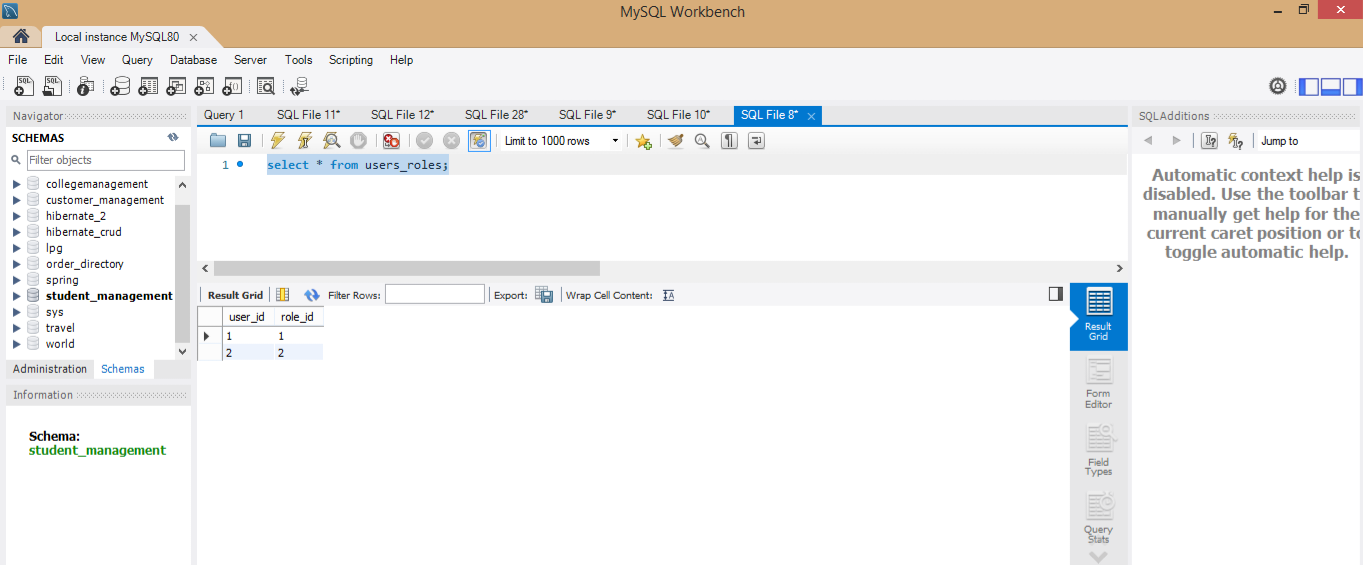 MySQL Workbench
Local instance MySQL80
File Edit View Query Database Server Tools Scripting Help
Navigator
SCHEMAS
Filter objects
collegemanagement
customer_management
hibernate_2
hibernate_crud
lpg
order_directory
spring
student_management
sys
travel
world
Administration Schemas
Information
Schema:
student_management
Query 1 SQL File 11* SQL File 12* SQL File 28* SQL File 9* SQL File 10* SQL File 8*
Limit to 1000 rows
1 select * from users_roles;
Result Grid Filter Rows: Export: Wrap Cell Content:
user_id role_id
1 1
2 2
Result
Grid
Form
Editor
Field
Types
Query
Stats
SQLAdditions
Jump to
Automatic context help is
disabled. Use the toolbar t
manually get help for the
current caret position or to
toggle automatic help.